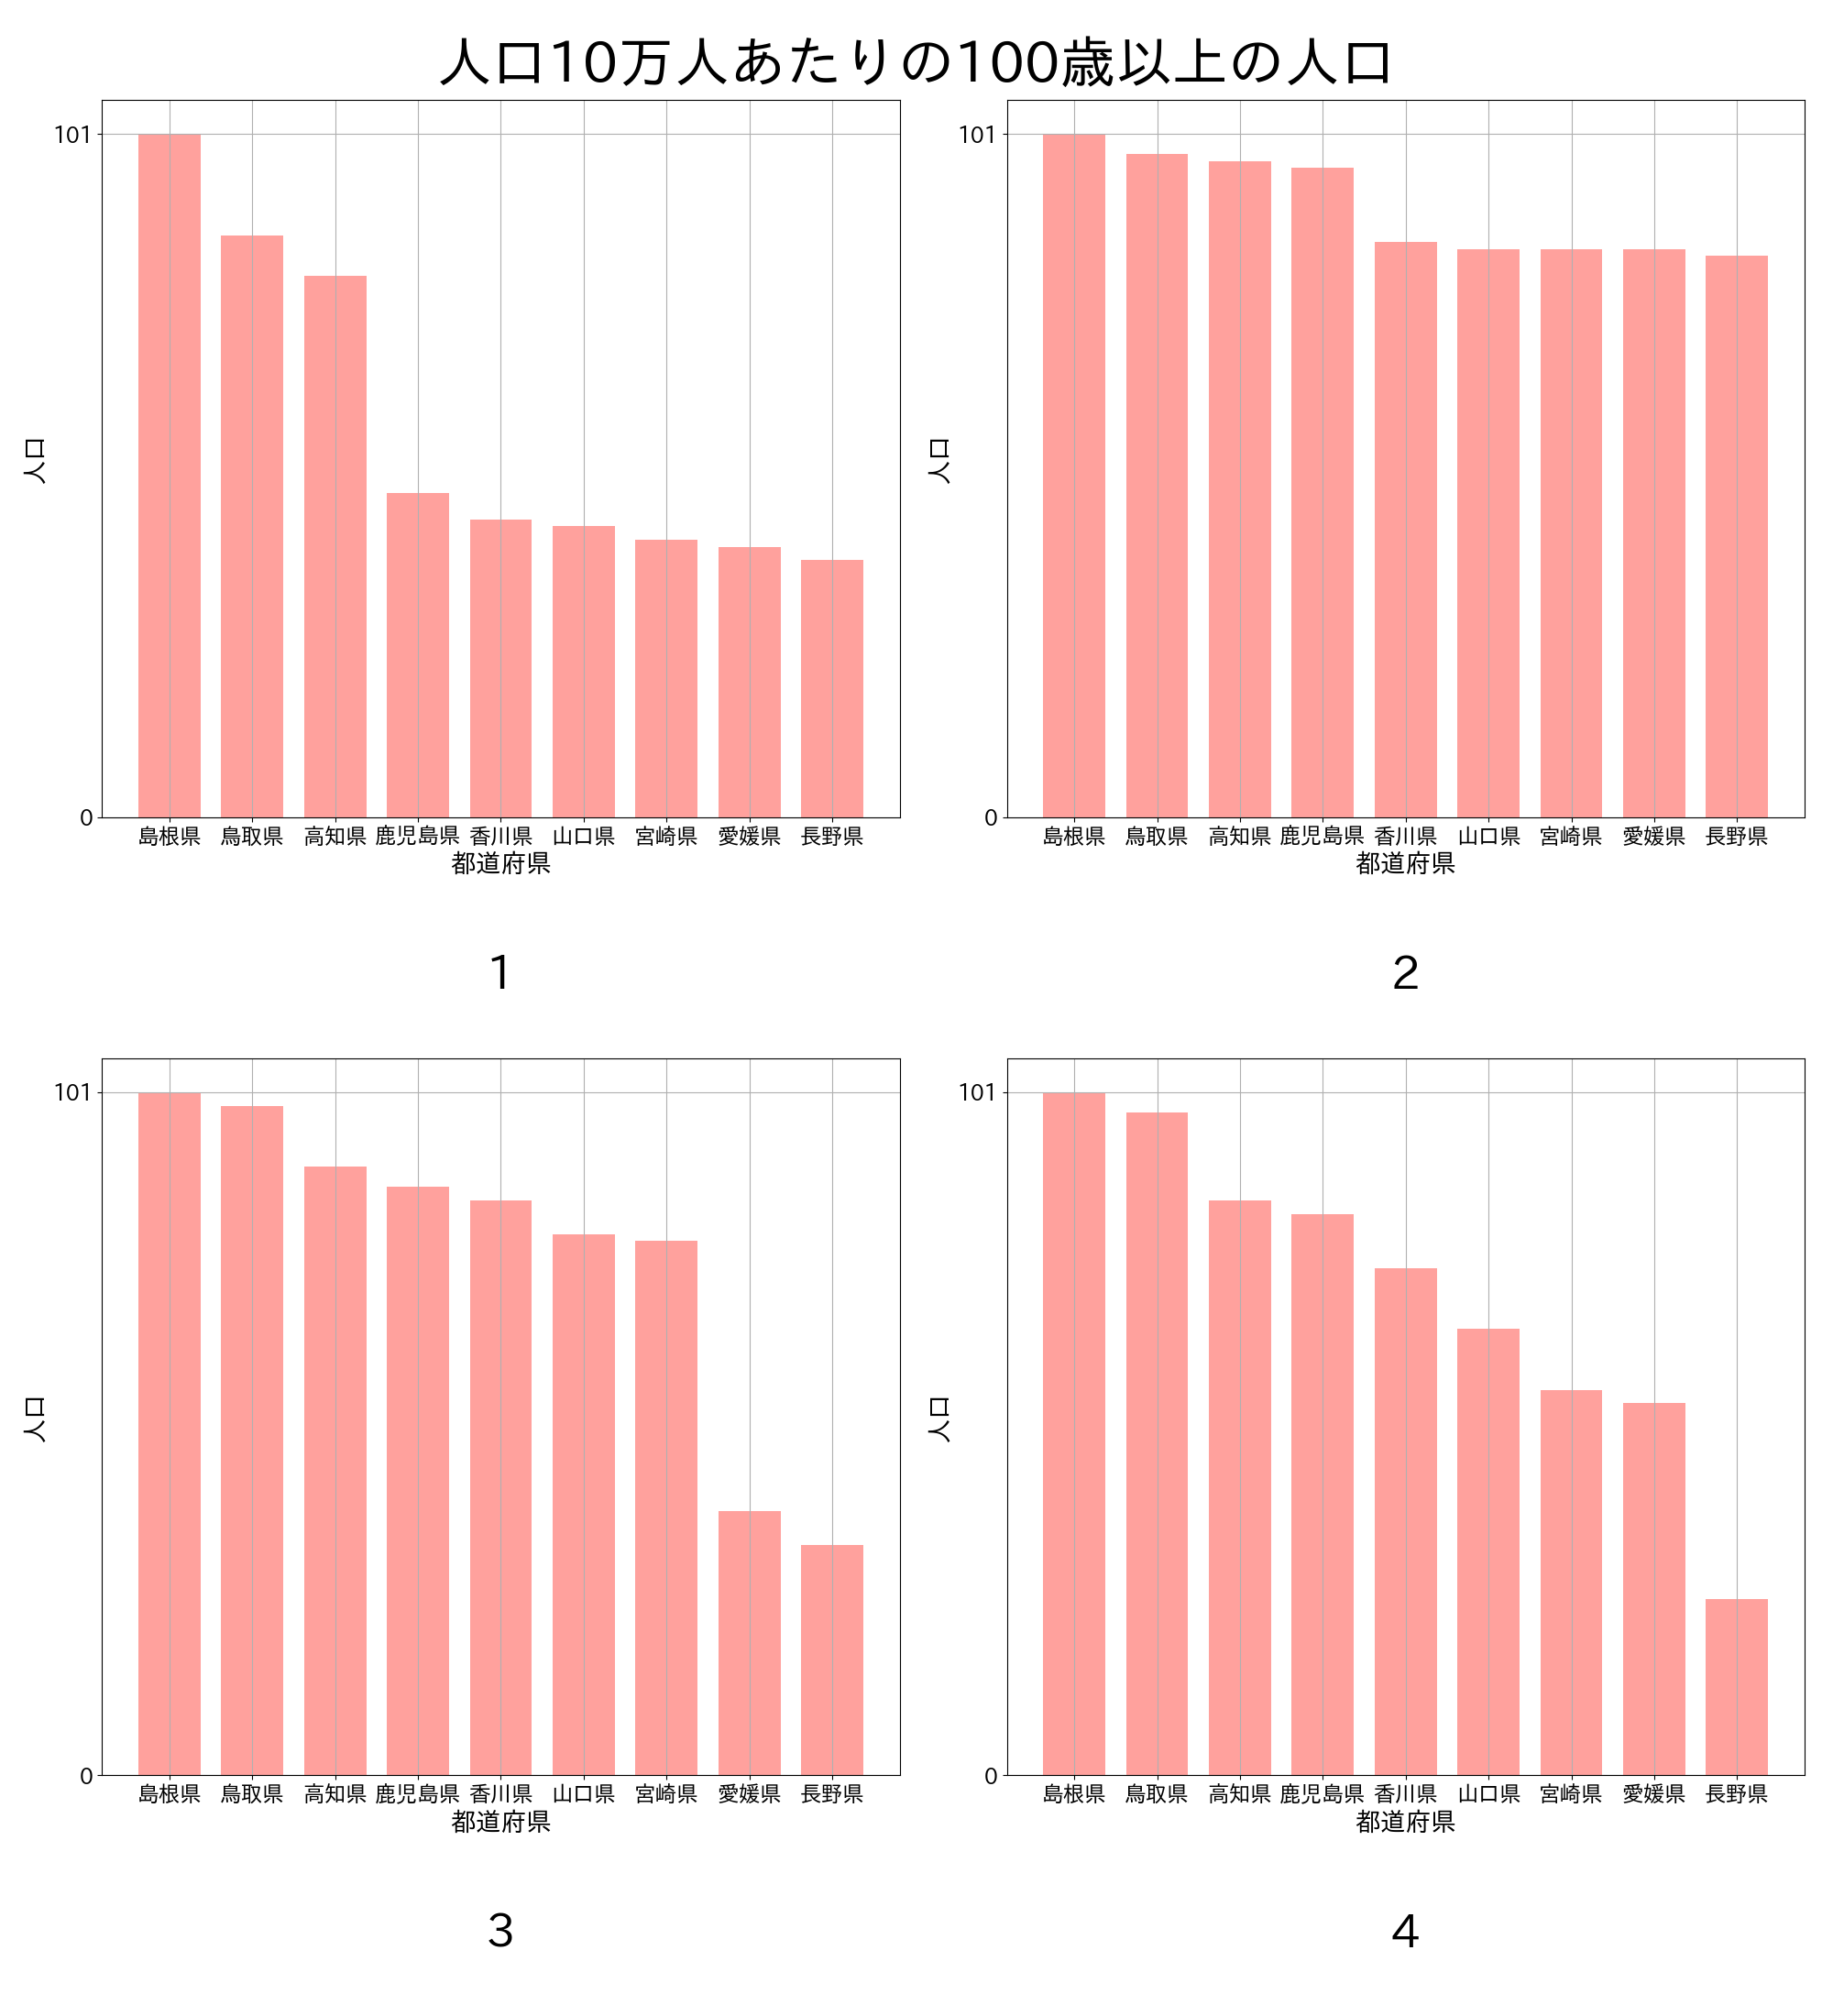 人口10万人あたりの100歳以上の人口
101
人口
0
島根県 鳥取県 高知県 鹿児島県 香川県 山口県 宮崎県 愛媛県 長野県
都道府県
1
101
人口
0
島根県 鳥取県 高知県 鹿児島県 香川県 山口県 宮崎県 愛媛県 長野県
都道府県
2
101
人口
0
島根県 鳥取県 高知県 鹿児島県 香川県 山口県 宮崎県 愛媛県 長野県
都道府県
3
101
人口
0
島根県 鳥取県 高知県 鹿児島県 香川県 山口県 宮崎県 愛媛県 長野県
都道府県
4